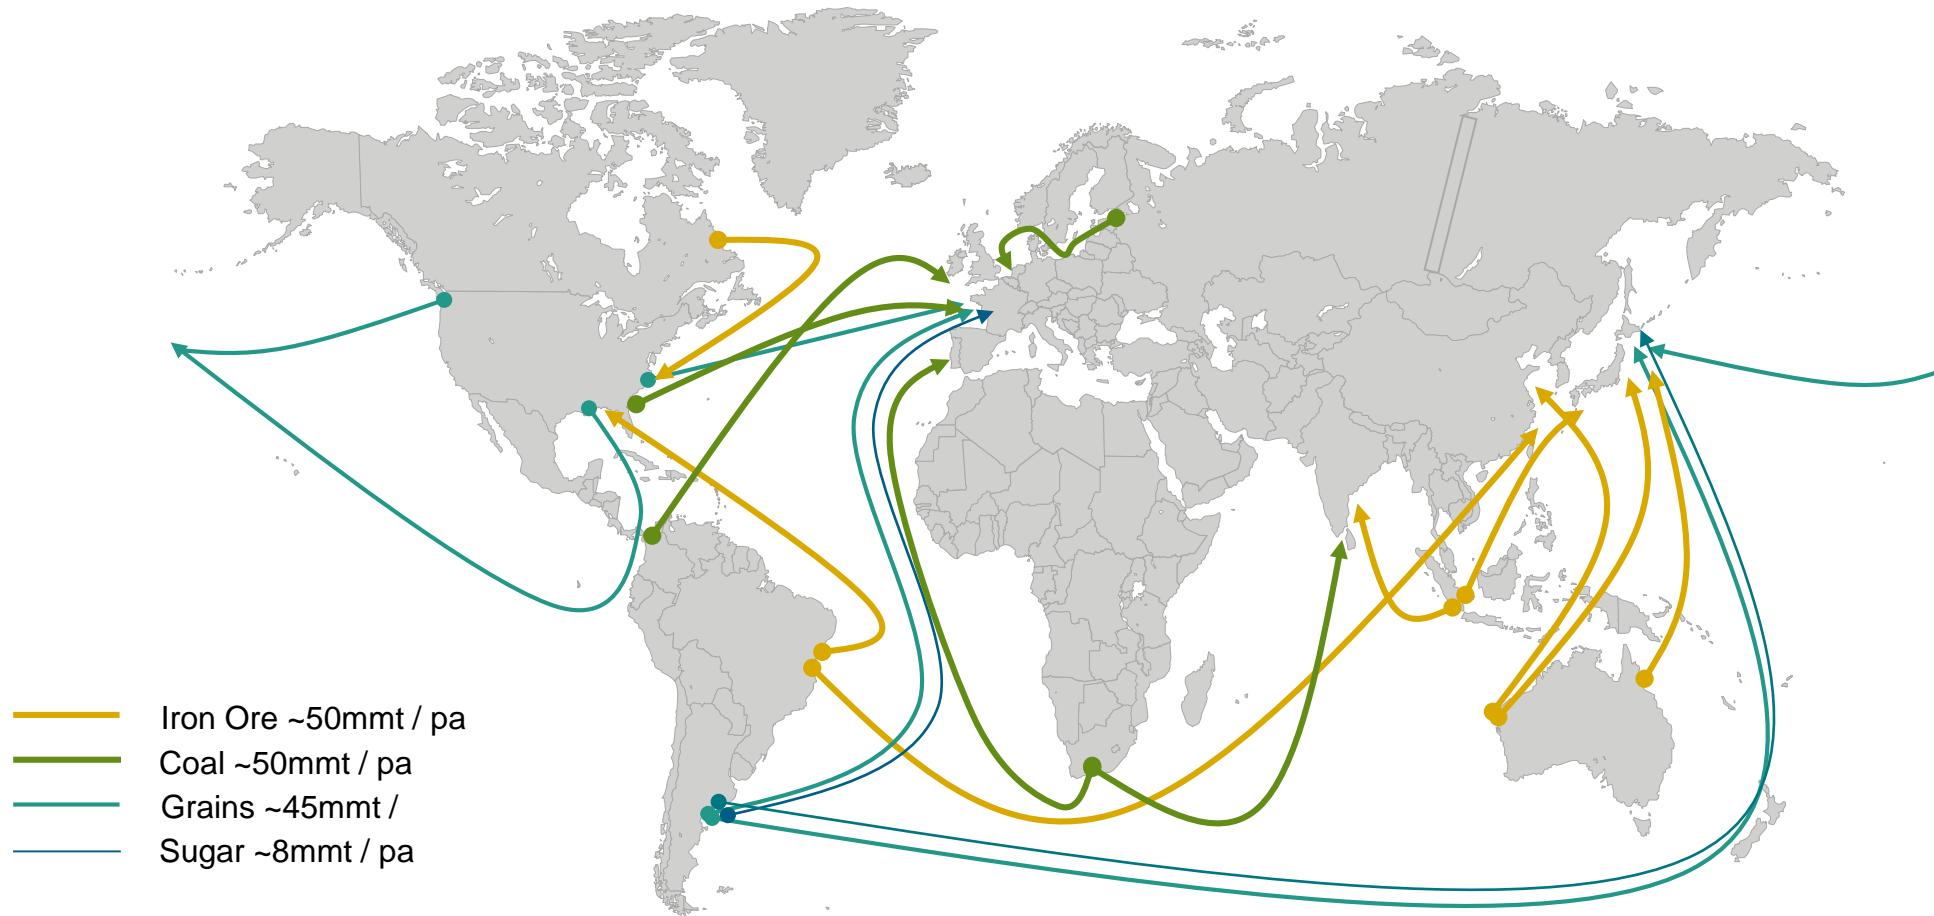 Iron Ore ~50mmt / pa
Coal ~50mmt / pa
Grains ~45mmt /
Sugar ~8mmt / pa